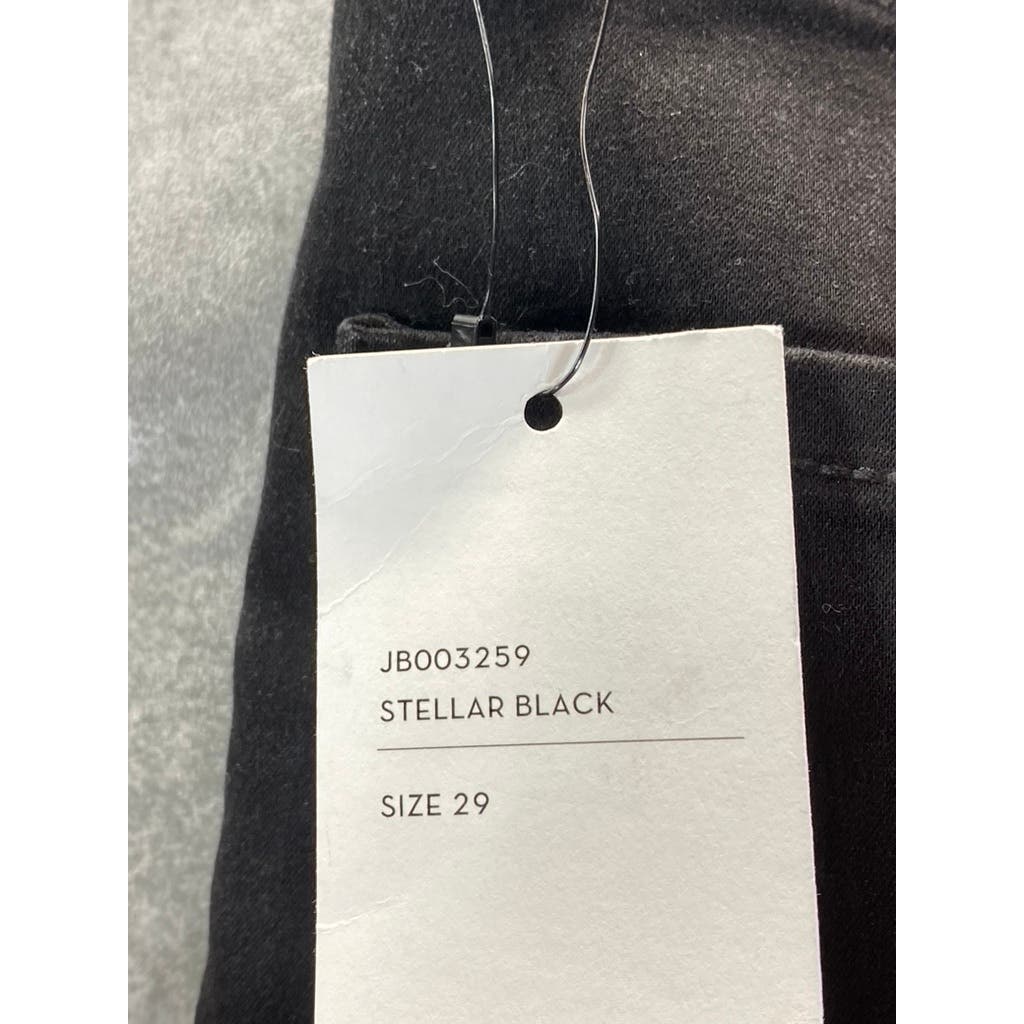 JB003259
STELLAR BLACK
SIZE 29